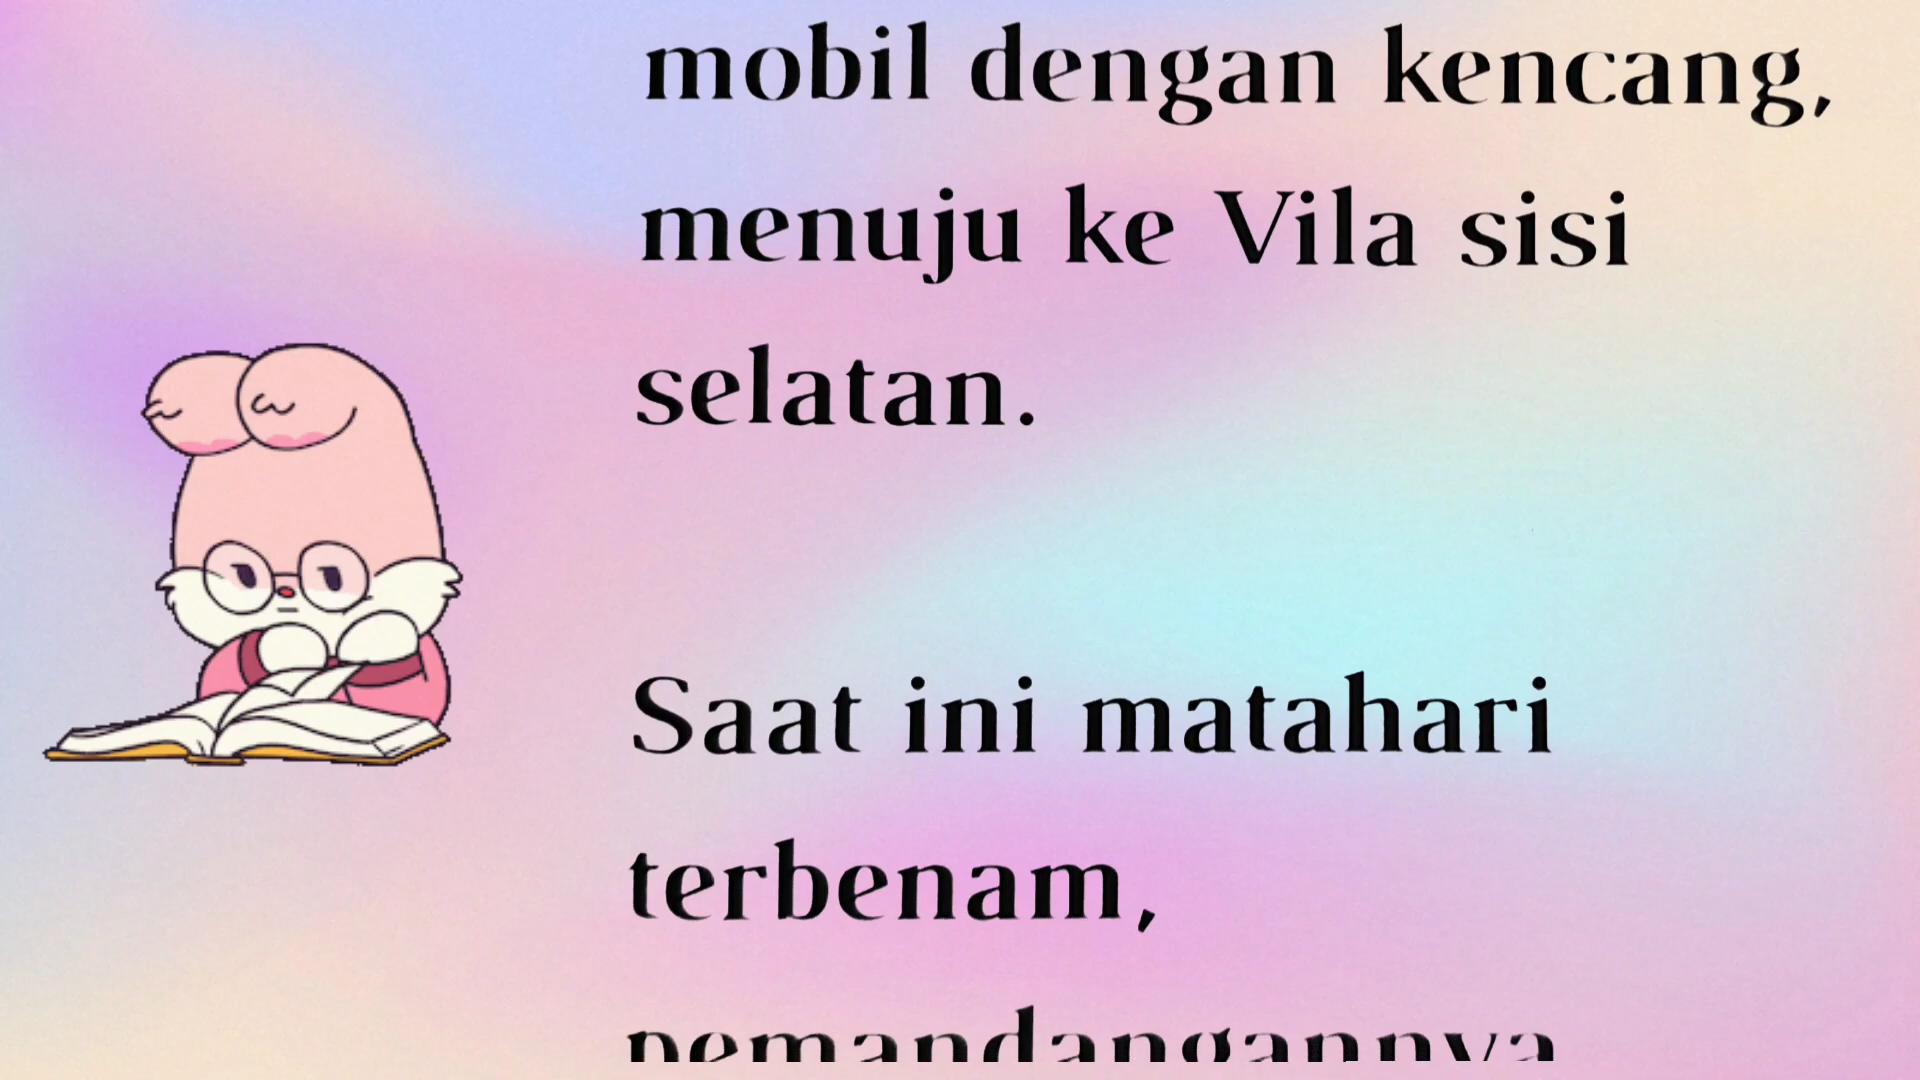 mobil dengan kencang,
menuju ke Vila sisi
selatan.
Saat ini matahari
terbenam,
pemandangannya